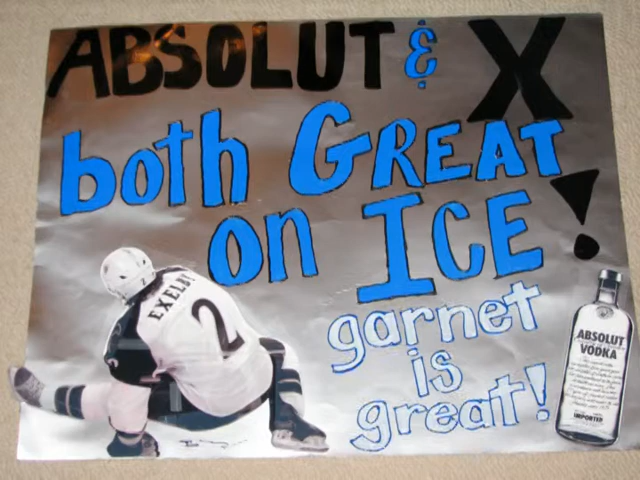 ABSOLUT & X
both GREAT
on ICE!
garnet
is
great!
EXELBY
2
ABSOLUT
VODKA
IMPORTED